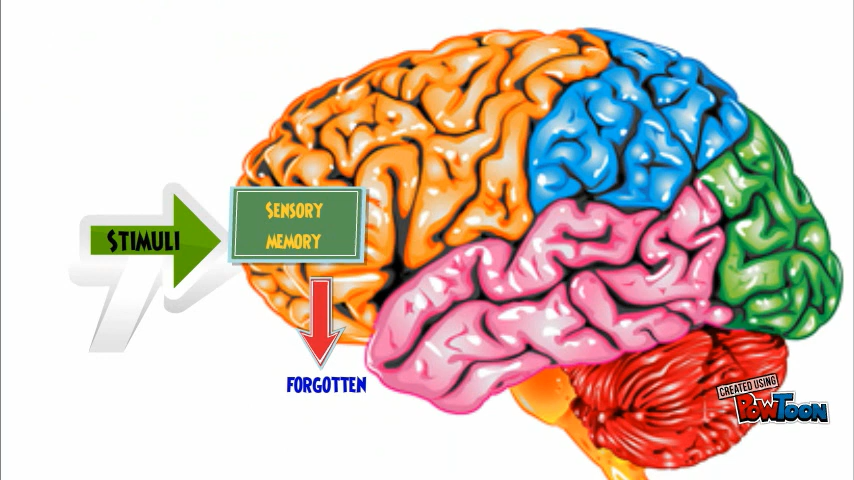 STIMULI
SENSORY
MEMORY
FORGOTTEN
CREATED USING
POWTOON